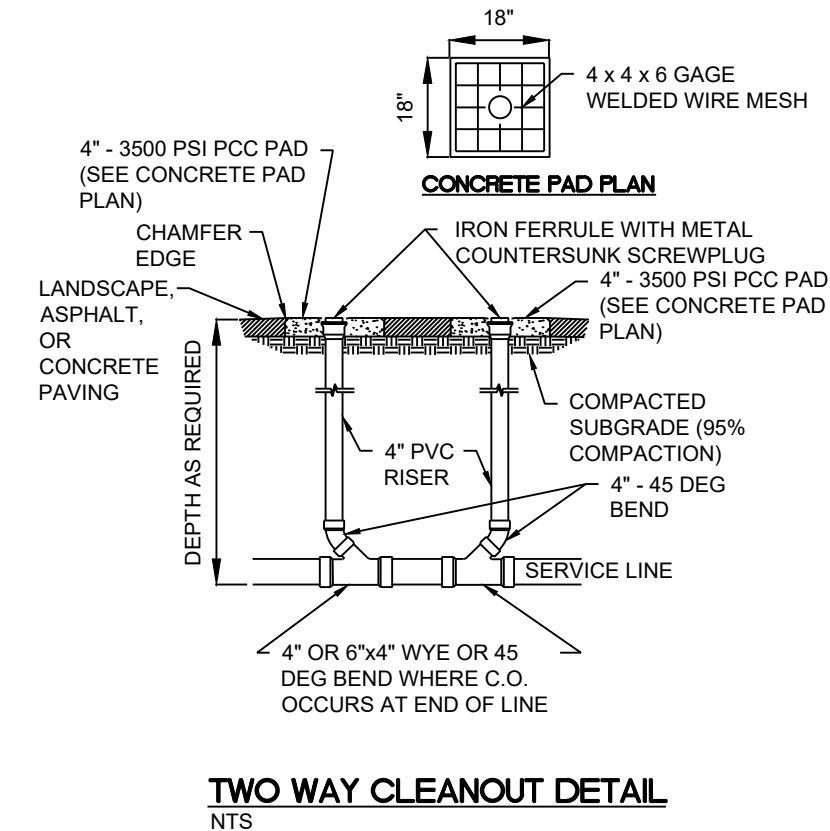 18"
18"
4 x 4 x 6 GAGE
WELDED WIRE MESH
CONCRETE PAD PLAN
4" - 3500 PSI PCC PAD
(SEE CONCRETE PAD
PLAN)
CHAMFER
EDGE
LANDSCAPE,
ASPHALT,
OR
CONCRETE
PAVING
IRON FERRULE WITH METAL
COUNTERSUNK SCREWPLUG
4" - 3500 PSI PCC PAD
(SEE CONCRETE PAD
PLAN)
DEPTH AS REQUIRED
COMPACTED
SUBGRADE (95%
COMPACTION)
4" PVC
RISER
4" - 45 DEG
BEND
SERVICE LINE
4" OR 6"x4" WYE OR 45
DEG BEND WHERE C.O.
OCCURS AT END OF LINE
TWO WAY CLEANOUT DETAIL
NTS